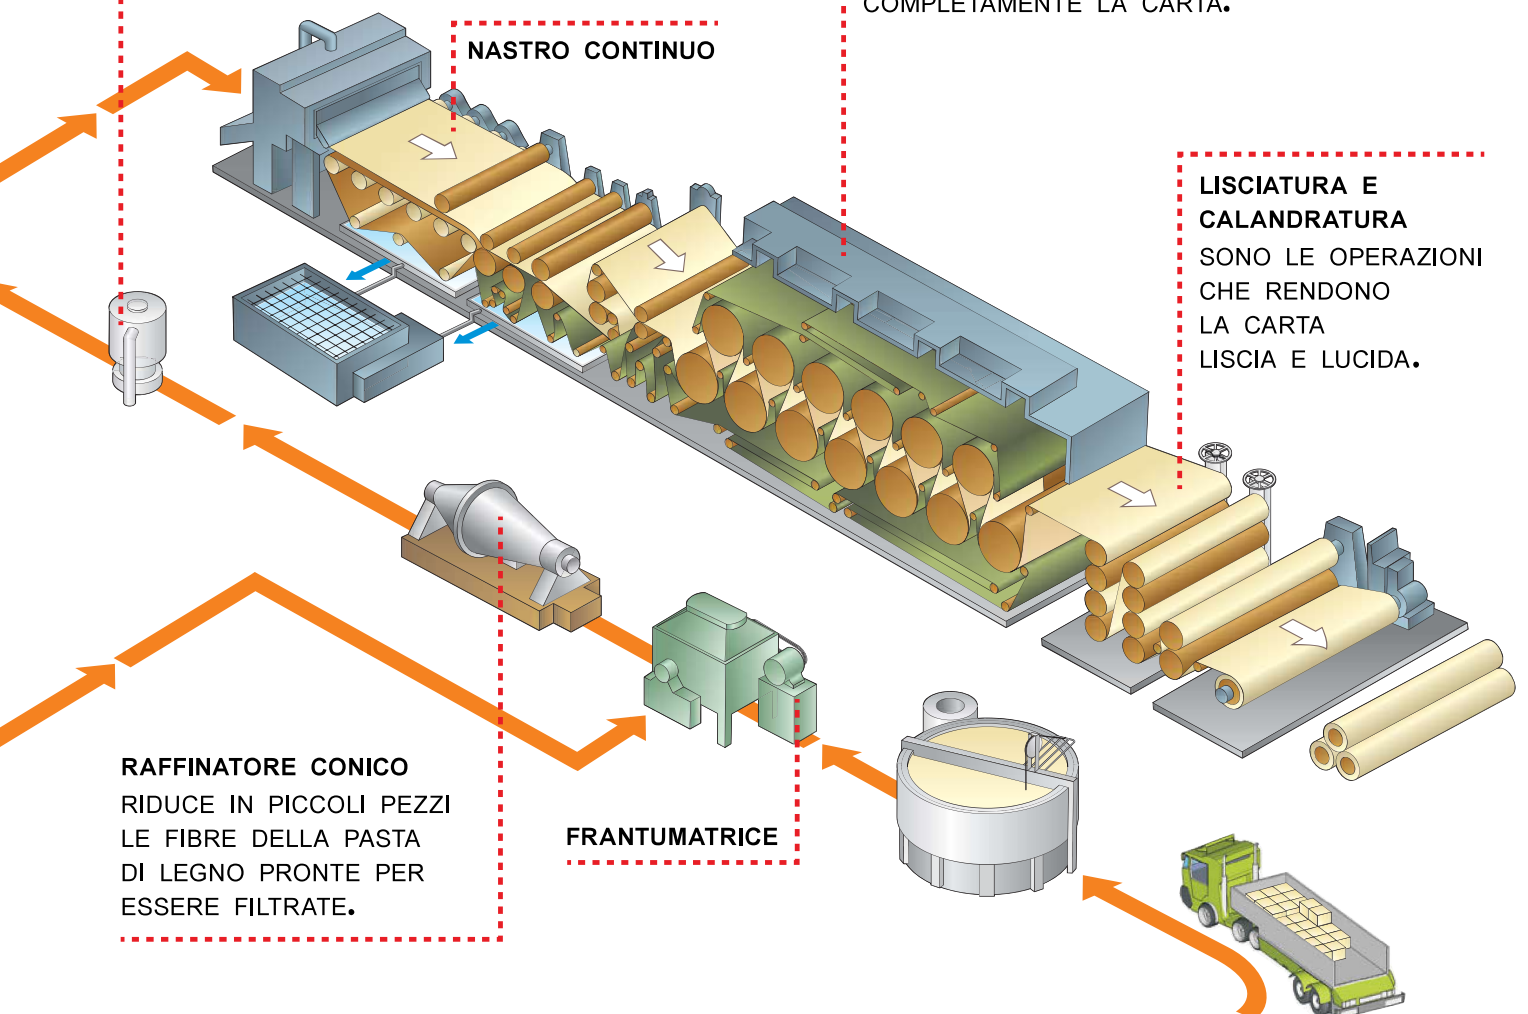 COMPLETAMENTE LA CARTA.
NASTRO CONTINUO
LISCIATURA E
CALANDRATURA
SONO LE OPERAZIONI
CHE RENDONO
LA CARTA
LISCIA E LUCIDA.
RAFFINATORE CONICO
RIDUCE IN PICCOLI PEZZI
LE FIBRE DELLA PASTA
DI LEGNO PRONTE PER
ESSERE FILTRATE.
FRANTUMATRICE